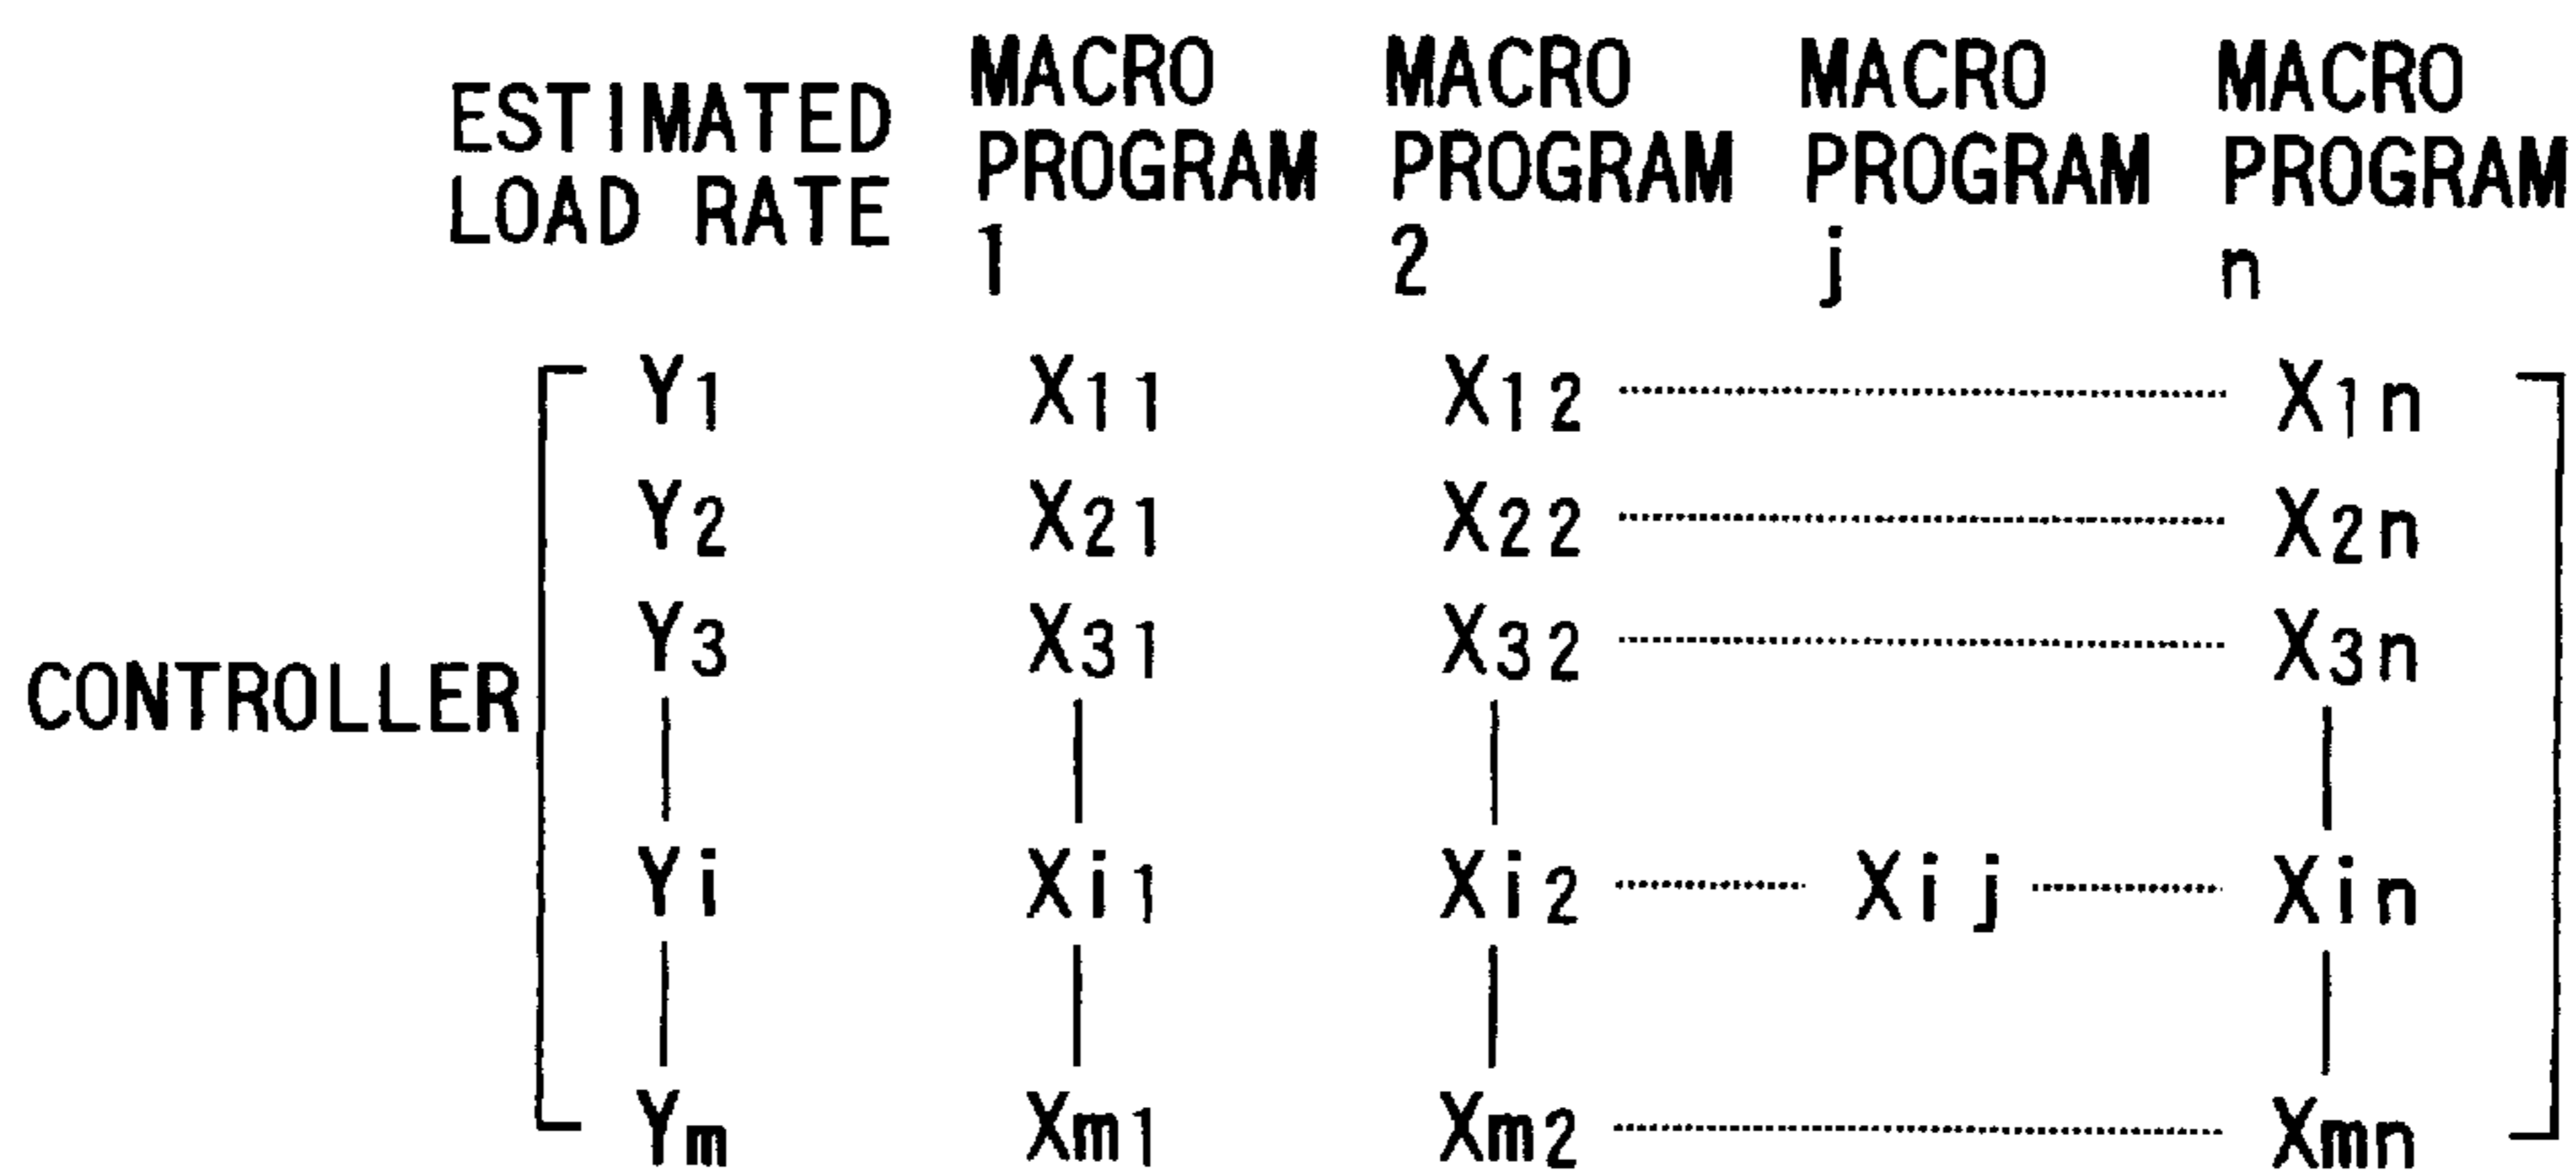 ESTIMATED LOAD RATE
MACRO PROGRAM 1
MACRO PROGRAM 2
MACRO PROGRAM j
MACRO PROGRAM n
Y1 X11 X12 X1n
Y2 X21 X22 X2n
Y3 X31 X32 X3n
CONTROLLER
Yi Xi1 Xi2 Xij Xin
Ym Xm1 Xm2 Xmn